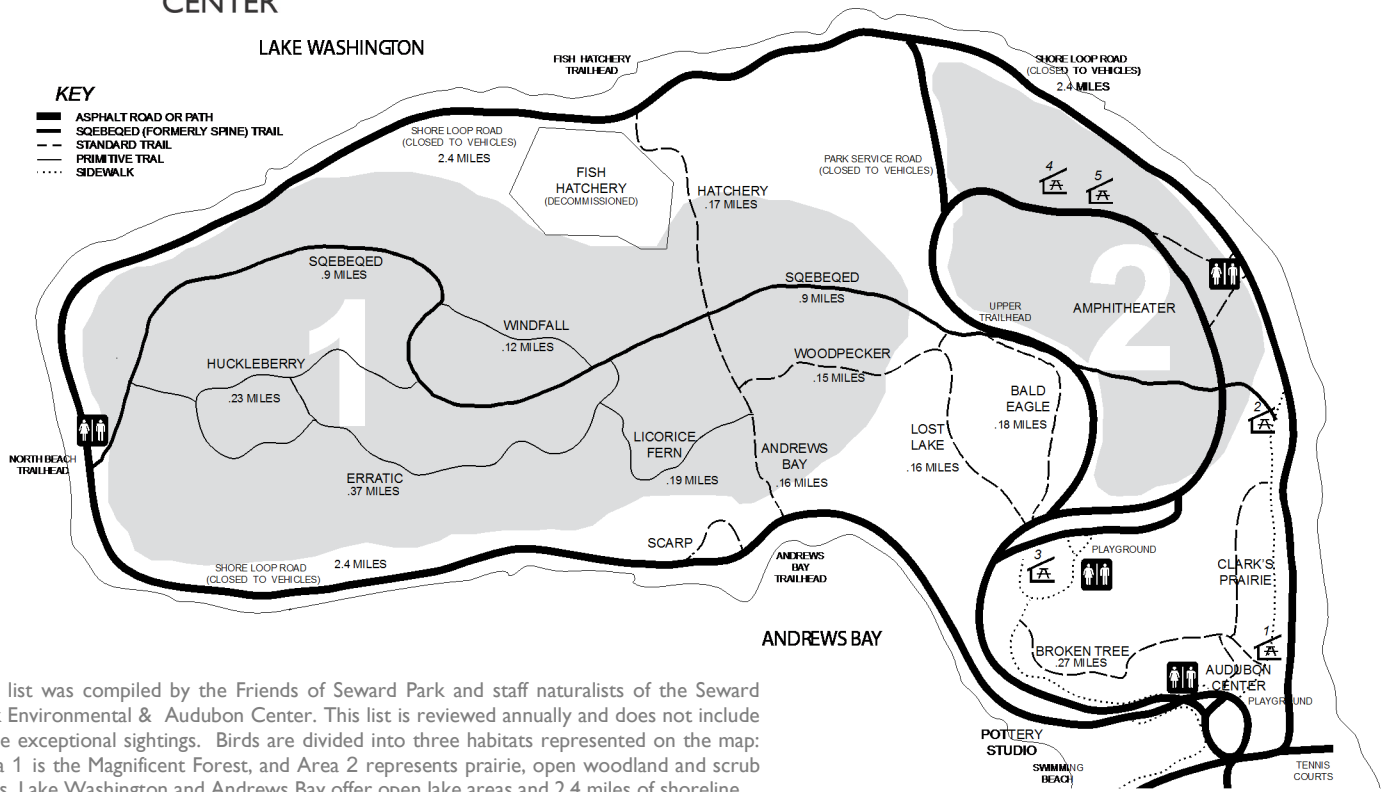 CENTER
LAKE WASHINGTON
KEY
ASPHALT ROAD OR PATH
SQEBEQED (FORMERLY SPINE) TRAIL
STANDARD TRAIL
PRIMITIVE TRAL
SIDEWALK
FISH HATCHERY
TRAILHEAD
SHORE LOOP ROAD
(CLOSED TO VEHICLES)
2.4 MILES
SHORE LOOP ROAD
(CLOSED TO VEHICLES)
2.4 MILES
FISH
HATCHERY
(DECOMMISSIONED)
HATCHERY
.17 MILES
PARK SERVICE ROAD
(CLOSED TO VEHICLES)
4
5
SQEBEQED
.9 MILES
1
SQEBEQED
.9 MILES
2
UPPER
TRAILHEAD
AMPHITHEATER
WINDFALL
.12 MILES
HUCKLEBERRY
.23 MILES
WOODPECKER
.15 MILES
BALD
EAGLE
.18 MILES
2
LOST
LAKE
.16 MILES
LICORICE
FERN
.19 MILES
ANDREWS
BAY
.16 MILES
NORTH BEACH
TRAILHEAD
ERRATIC
.37 MILES
SCARP
SHORE LOOP ROAD
(CLOSED TO VEHICLES)
2.4 MILES
ANDREWS
BAY
TRAILHEAD
3
PLAYGROUND
CLARK'S
PRAIRIE
ANDREWS BAY
1
BROKEN TREE
.27 MILES
AUDUBON
CENTER
PLAYGROUND
POTTERY
STUDIO
SWIMMING
BEACH
TENNIS
COURTS
list was compiled by the Friends of Seward Park and staff naturalists of the Seward
Environmental & Audubon Center. This list is reviewed annually and does not include
exceptional sightings. Birds are divided into three habitats represented on the map:
1 is the Magnificent Forest, and Area 2 represents prairie, open woodland and scrub
Lake Washington and Andrews Bay offer open lake areas and 2.4 miles of shoreline.